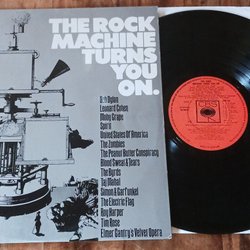 THE ROCK
MACHINE
TURNS
YOU
ON.
Bob Dylan
Leonard Cohen
Moby Grape
Spirit
United States of America
The Zombies
The Peanut Butter Conspiracy
Blood Sweat & Tears
The Byrds
Taj Mahal
Simon & Garfunkel
The Electric Flag
Roy Harper
Tim Rose
Elmer Gantry's Velvet Opera
CBS